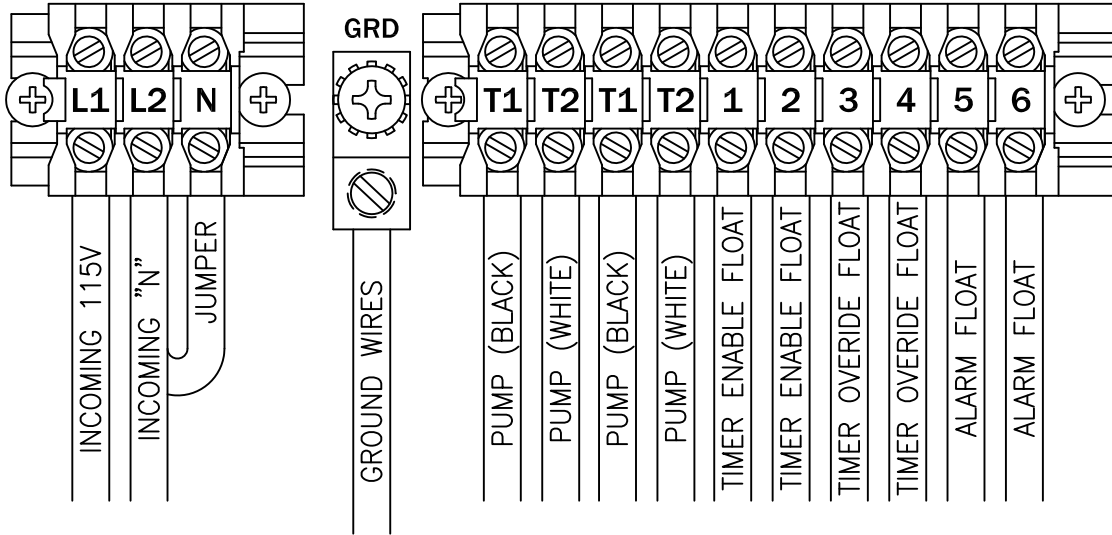 GRD
L1 L2 N
T1 T2 T1 T2 1 2 3 4 5 6
INCOMING 115V
INCOMING "N"
JUMPER
GROUND WIRES
PUMP (BLACK)
PUMP (WHITE)
PUMP (BLACK)
PUMP (WHITE)
TIMER ENABLE FLOAT
TIMER ENABLE FLOAT
TIMER OVERIDE FLOAT
TIMER OVERIDE FLOAT
ALARM FLOAT
ALARM FLOAT